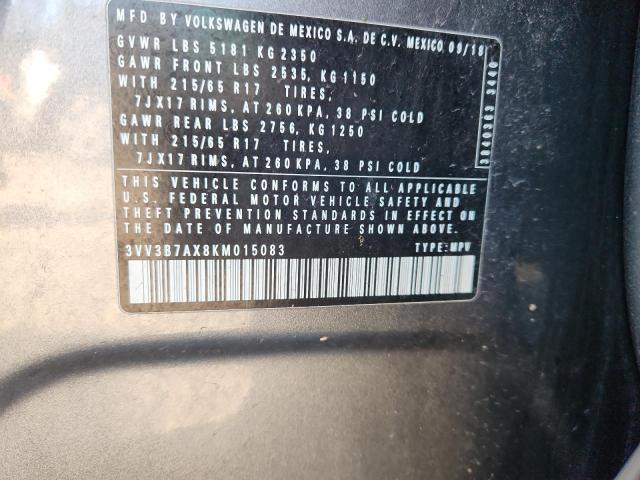 MFD BY VOLKSWAGEN DE MEXICO S.A. DE C.V. MEXICO 09/18
GVWR LBS 5181 KG 2350
GAWR FRONT LBS 2535, KG 1150
WITH 215/65 R17 TIRES,
7JX17 RIMS, AT 260 KPA, 38 PSI COLD
GAWR REAR LBS 2756, KG 1250
WITH 215/65 R17 TIRES,
7JX17 RIMS, AT 260 KPA, 38 PSI COLD
THIS VEHICLE CONFORMS TO ALL APPLICABLE
U.S. FEDERAL MOTOR VEHICLE SAFETY AND
THEFT PREVENTION STANDARDS IN EFFECT ON
THE DATE OF MANUFACTURE SHOWN ABOVE.
3VV3B7AX8KM015083 TYPE: MPV